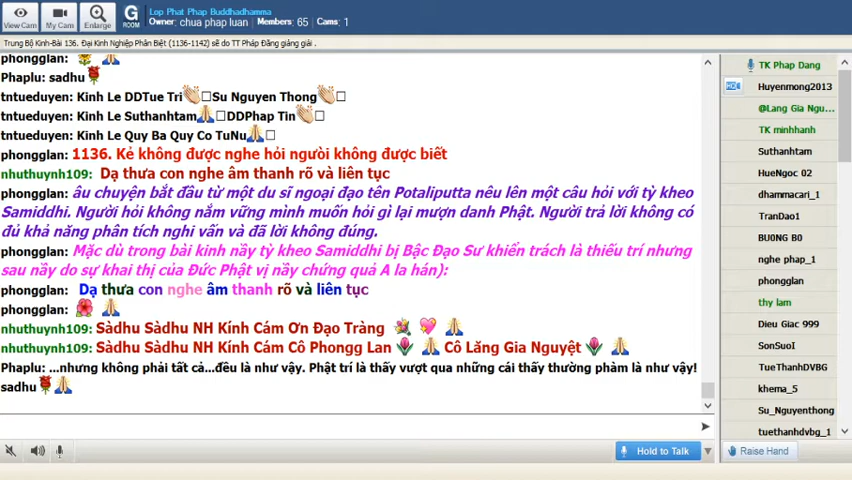 View Cam
My Cam
Enlarge
G
ROOM
Lop Phat Phap Buddhadhamma
Owner: chua phap luan Members: 65 Cams: 1
Trung Bộ Kinh-Bài 136. Đại Kinh Nghiệp Phân Biệt (1136-1142) sẽ do TT Pháp Đăng giảng giải .
phongglan:
Phaplu: sadhu
tntueduyen: Kinh Le DDTue Tri Su Nguyen Thong
tntueduyen: Kinh Le Suthanhtam DDPhap Tin
tntueduyen: Kinh Le Quy Ba Quy Co TuNu
phongglan: 1136. Kẻ không được nghe hỏi người không được biết
nhuthuynh109: Dạ thưa con nghe âm thanh rõ và liên tục
phongglan: âu chuyện bắt đầu từ một du sĩ ngoại đạo tên Potaliputta nêu lên một câu hỏi với tỳ kheo
Samiddhi. Người hỏi không nắm vững mình muốn hỏi gì lại mượn danh Phật. Người trả lời không có
đủ khả năng phân tích nghi vấn và đã lời không đúng.
phongglan: Mặc dù trong bài kinh nầy tỳ kheo Samiddhi bị Bậc Đạo Sư khiển trách là thiếu trí nhưng
sau nầy do sự khai thị của Đức Phật vị nầy chứng quả A la hán):
phongglan: Dạ thưa con nghe âm thanh rõ và liên tục
phongglan:
nhuthuynh109: Sàdhu Sàdhu NH Kính Cám Ơn Đạo Tràng
nhuthuynh109: Sàdhu Sàdhu NH Kính Cám Cô Phongg Lan Cô Lăng Gia Nguyệt
Phaplu: ...nhưng không phải tất cả...đều là như vậy. Phật trí là thấy vượt qua những cái thấy thường phàm là như vậy!
sadhu
Hold to Talk
TK Phap Dang
Huyenmong2013
@Lang Gia Ngu...
TK minhhanh
Suthanhtam
HueNgoc 02
dhammacari_1
TranDao1
BU0NG B0
nghe phap_1
phongglan
thy lam
Dieu Giac 999
SonSuoI
TueThanhDVBG
khema_5
Su_Nguyenthong
tuethanhdvbg_1
Raise Hand